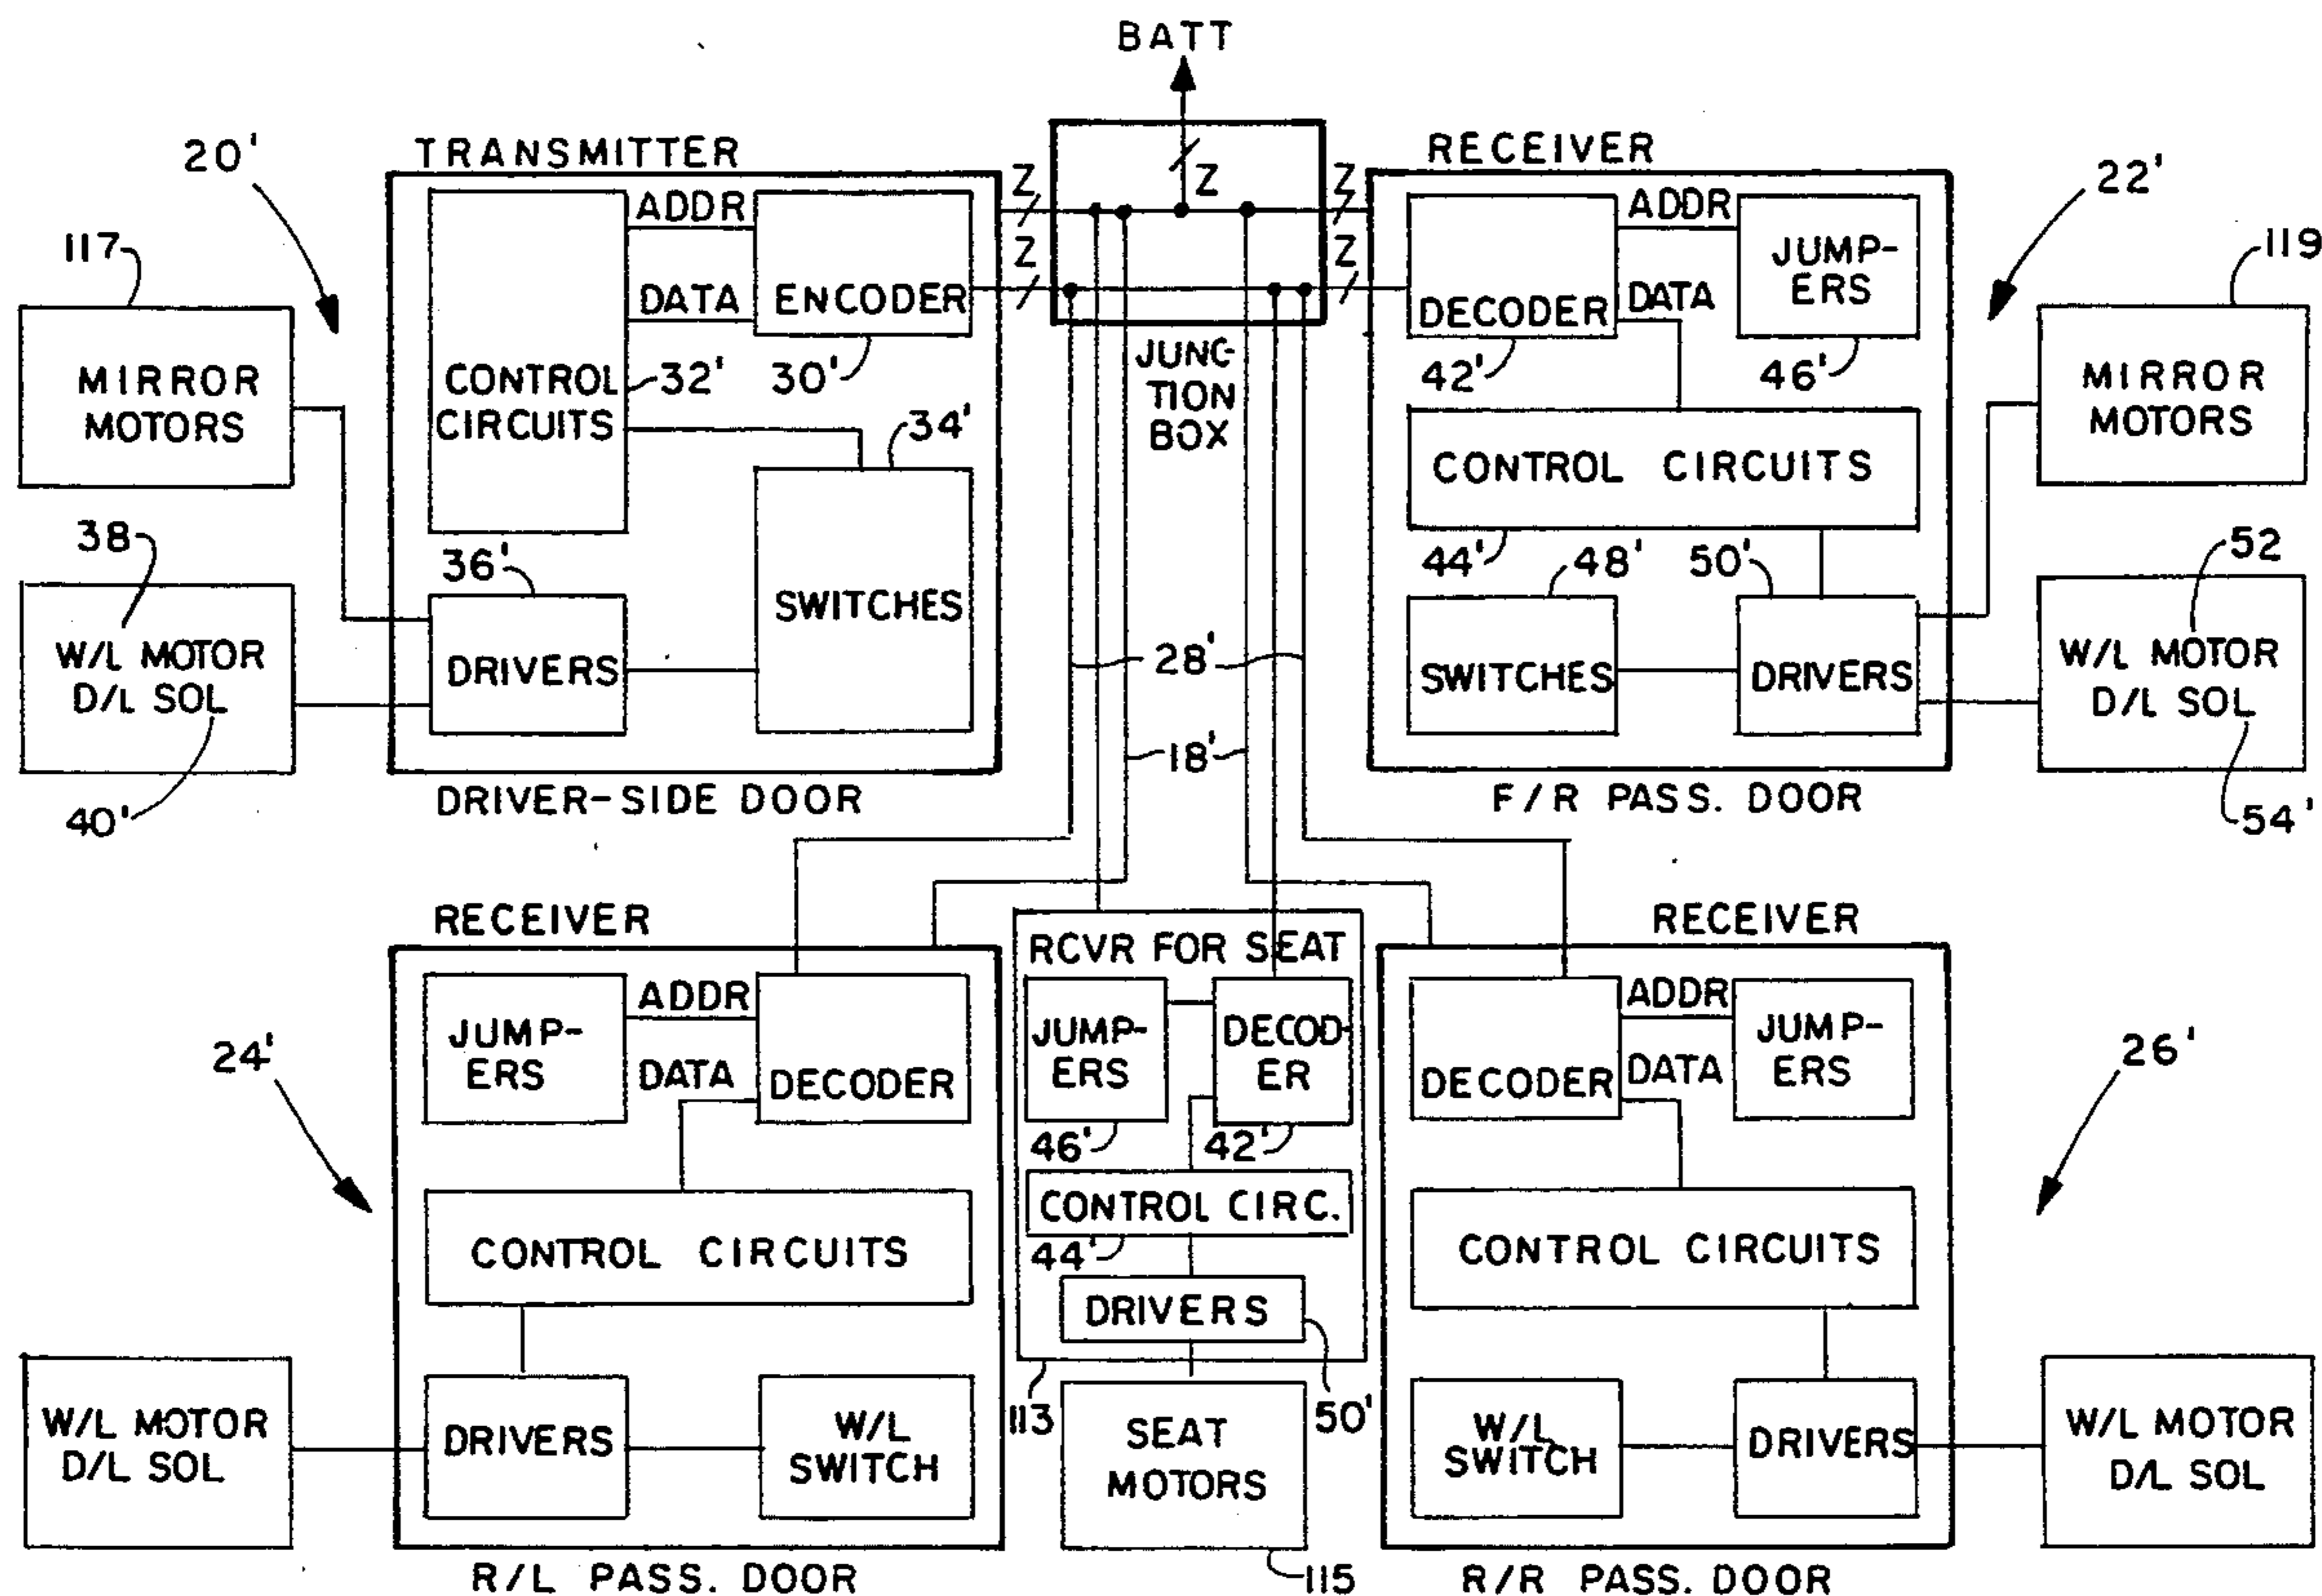 BATT
TRANSMITTER
RECEIVER
20'
22'
Z
Z
Z
ADDR
ADDR
117
119
JUMP-
ERS
Z
Z
DATA
ENCODER
DECODER
DATA
MIRROR
MOTORS
CONTROL
CIRCUITS
32'
30'
JUNC-
TION
BOX
42'
46'
MIRROR
MOTORS
34'
CONTROL CIRCUITS
38
36'
44'
48'
50'
52
SWITCHES
W/L MOTOR
D/L SOL
DRIVERS
28'
SWITCHES
DRIVERS
W/L MOTOR
D/L SOL
18'
40'
DRIVER-SIDE DOOR
F/R PASS. DOOR
54'
RECEIVER
RECEIVER
RCVR FOR SEAT
24'
26'
JUMP-
ERS
ADDR
DATA
DECODER
JUMP-
ERS
DECOD-
ER
DECODER
ADDR
DATA
JUMP-
ERS
46'
42'
CONTROL CIRC.
44'
CONTROL CIRCUITS
CONTROL CIRCUITS
DRIVERS
113
50'
W/L MOTOR
D/L SOL
DRIVERS
W/L
SWITCH
SEAT
MOTORS
W/L
SWITCH
DRIVERS
W/L MOTOR
D/L SOL
R/L PASS. DOOR
115
R/R PASS. DOOR